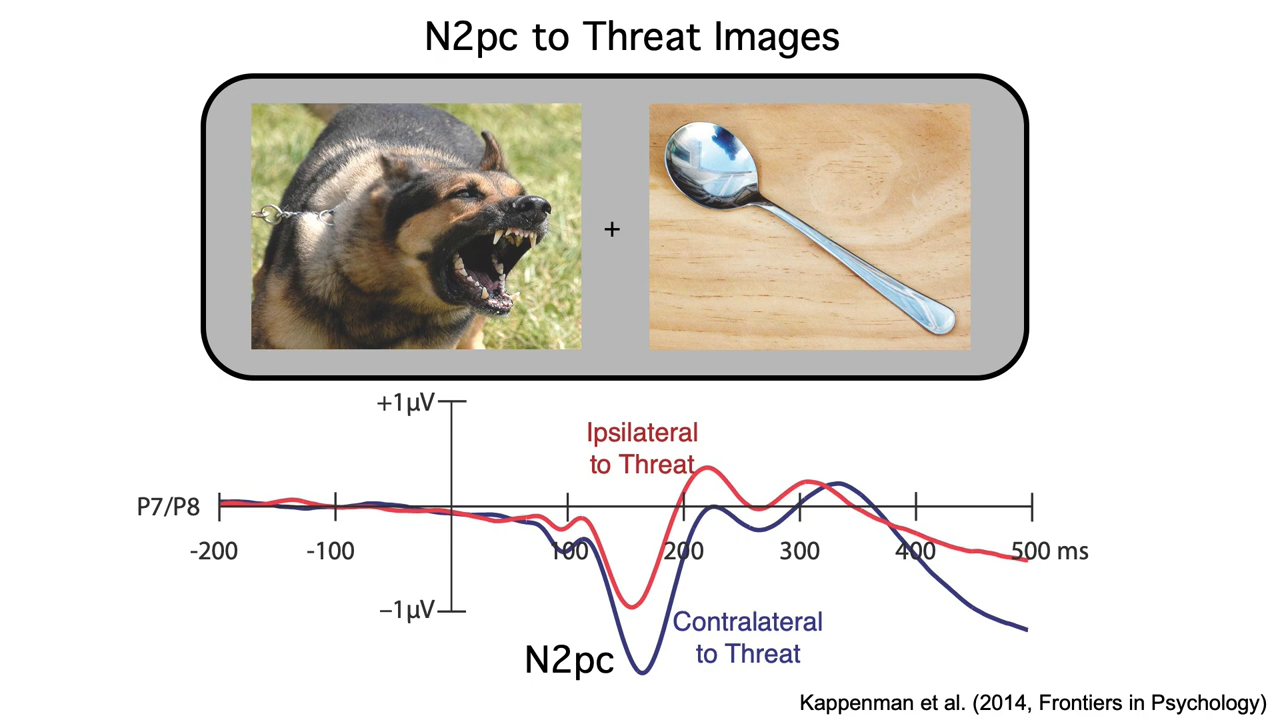 N2pc to Threat Images
+
+1µV
Ipsilateral
to Threat
P7/P8
-200 -100 100 200 300 400 500 ms
–1µV
Contralateral
to Threat
N2pc
Kappenman et al. (2014, Frontiers in Psychology)